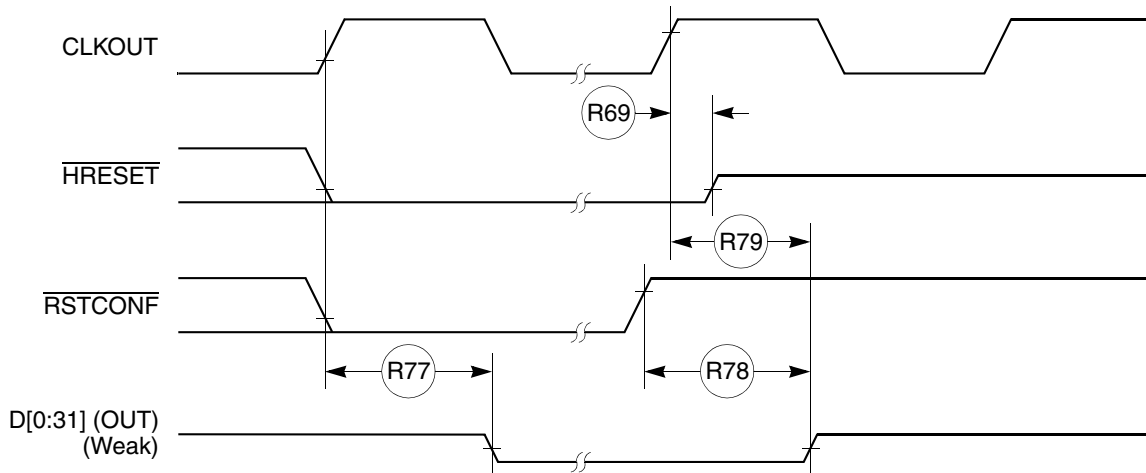 CLKOUT
R69
HRESET
R79
RSTCONF
R77
R78
D[0:31] (OUT)
(Weak)